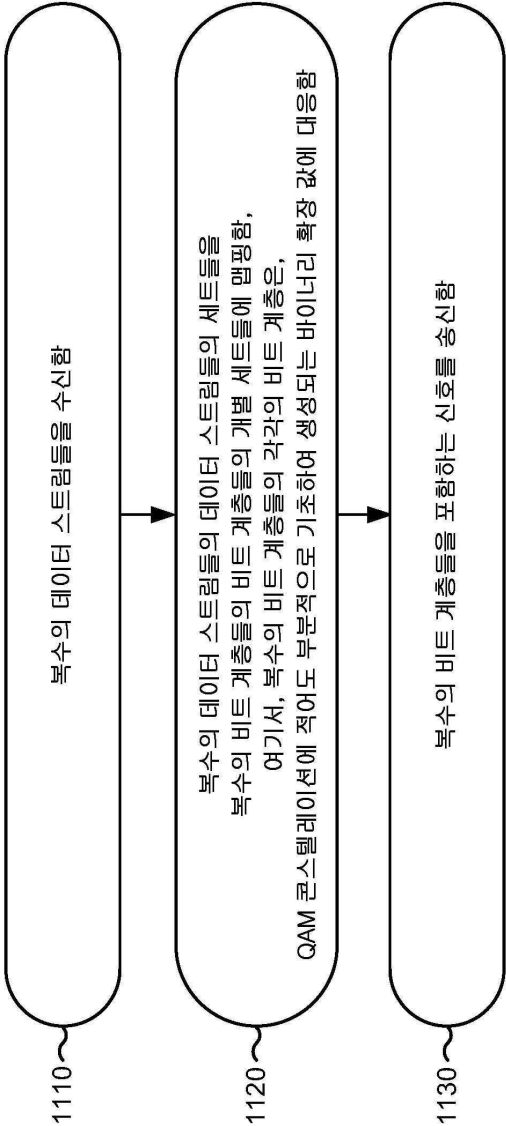 1110
복수의 데이터 스트림들을 수신함
1120
복수의 데이터 스트림들의 데이터 스트림들의 세트들을
복수의 비트 계층들의 비트 계층들의 개별 세트들에 맵핑함,
여기서, 복수의 비트 계층들의 각각의 비트 계층은,
QAM 콘스텔레이션에 적어도 부분적으로 기초하여 생성되는 바이너리 확장 값에 대응함
1130
복수의 비트 계층들을 포함하는 신호를 송신함